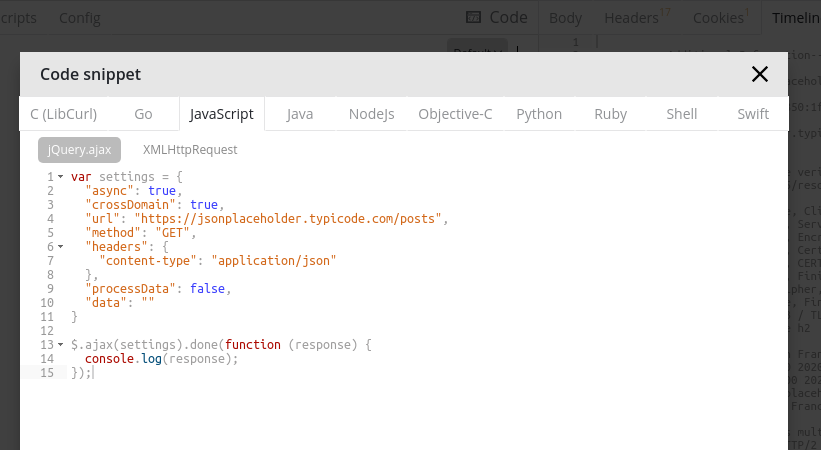 cripts Config Code Body Headers 17 Cookies 1 Timelin
1
Code snippet
C (LibCurl) Go JavaScript Java NodeJs Objective-C Python Ruby Shell Swift
jQuery.ajax XMLHttpRequest
1 var settings = {
2 "async": true,
3 "crossDomain": true,
4 "url": "https://jsonplaceholder.typicode.com/posts",
5 "method": "GET",
6 "headers": {
7 "content-type": "application/json"
8 },
9 "processData": false,
10 "data": ""
11 }
12
13 $.ajax(settings).done(function (response) {
14 console.log(response);
15 });